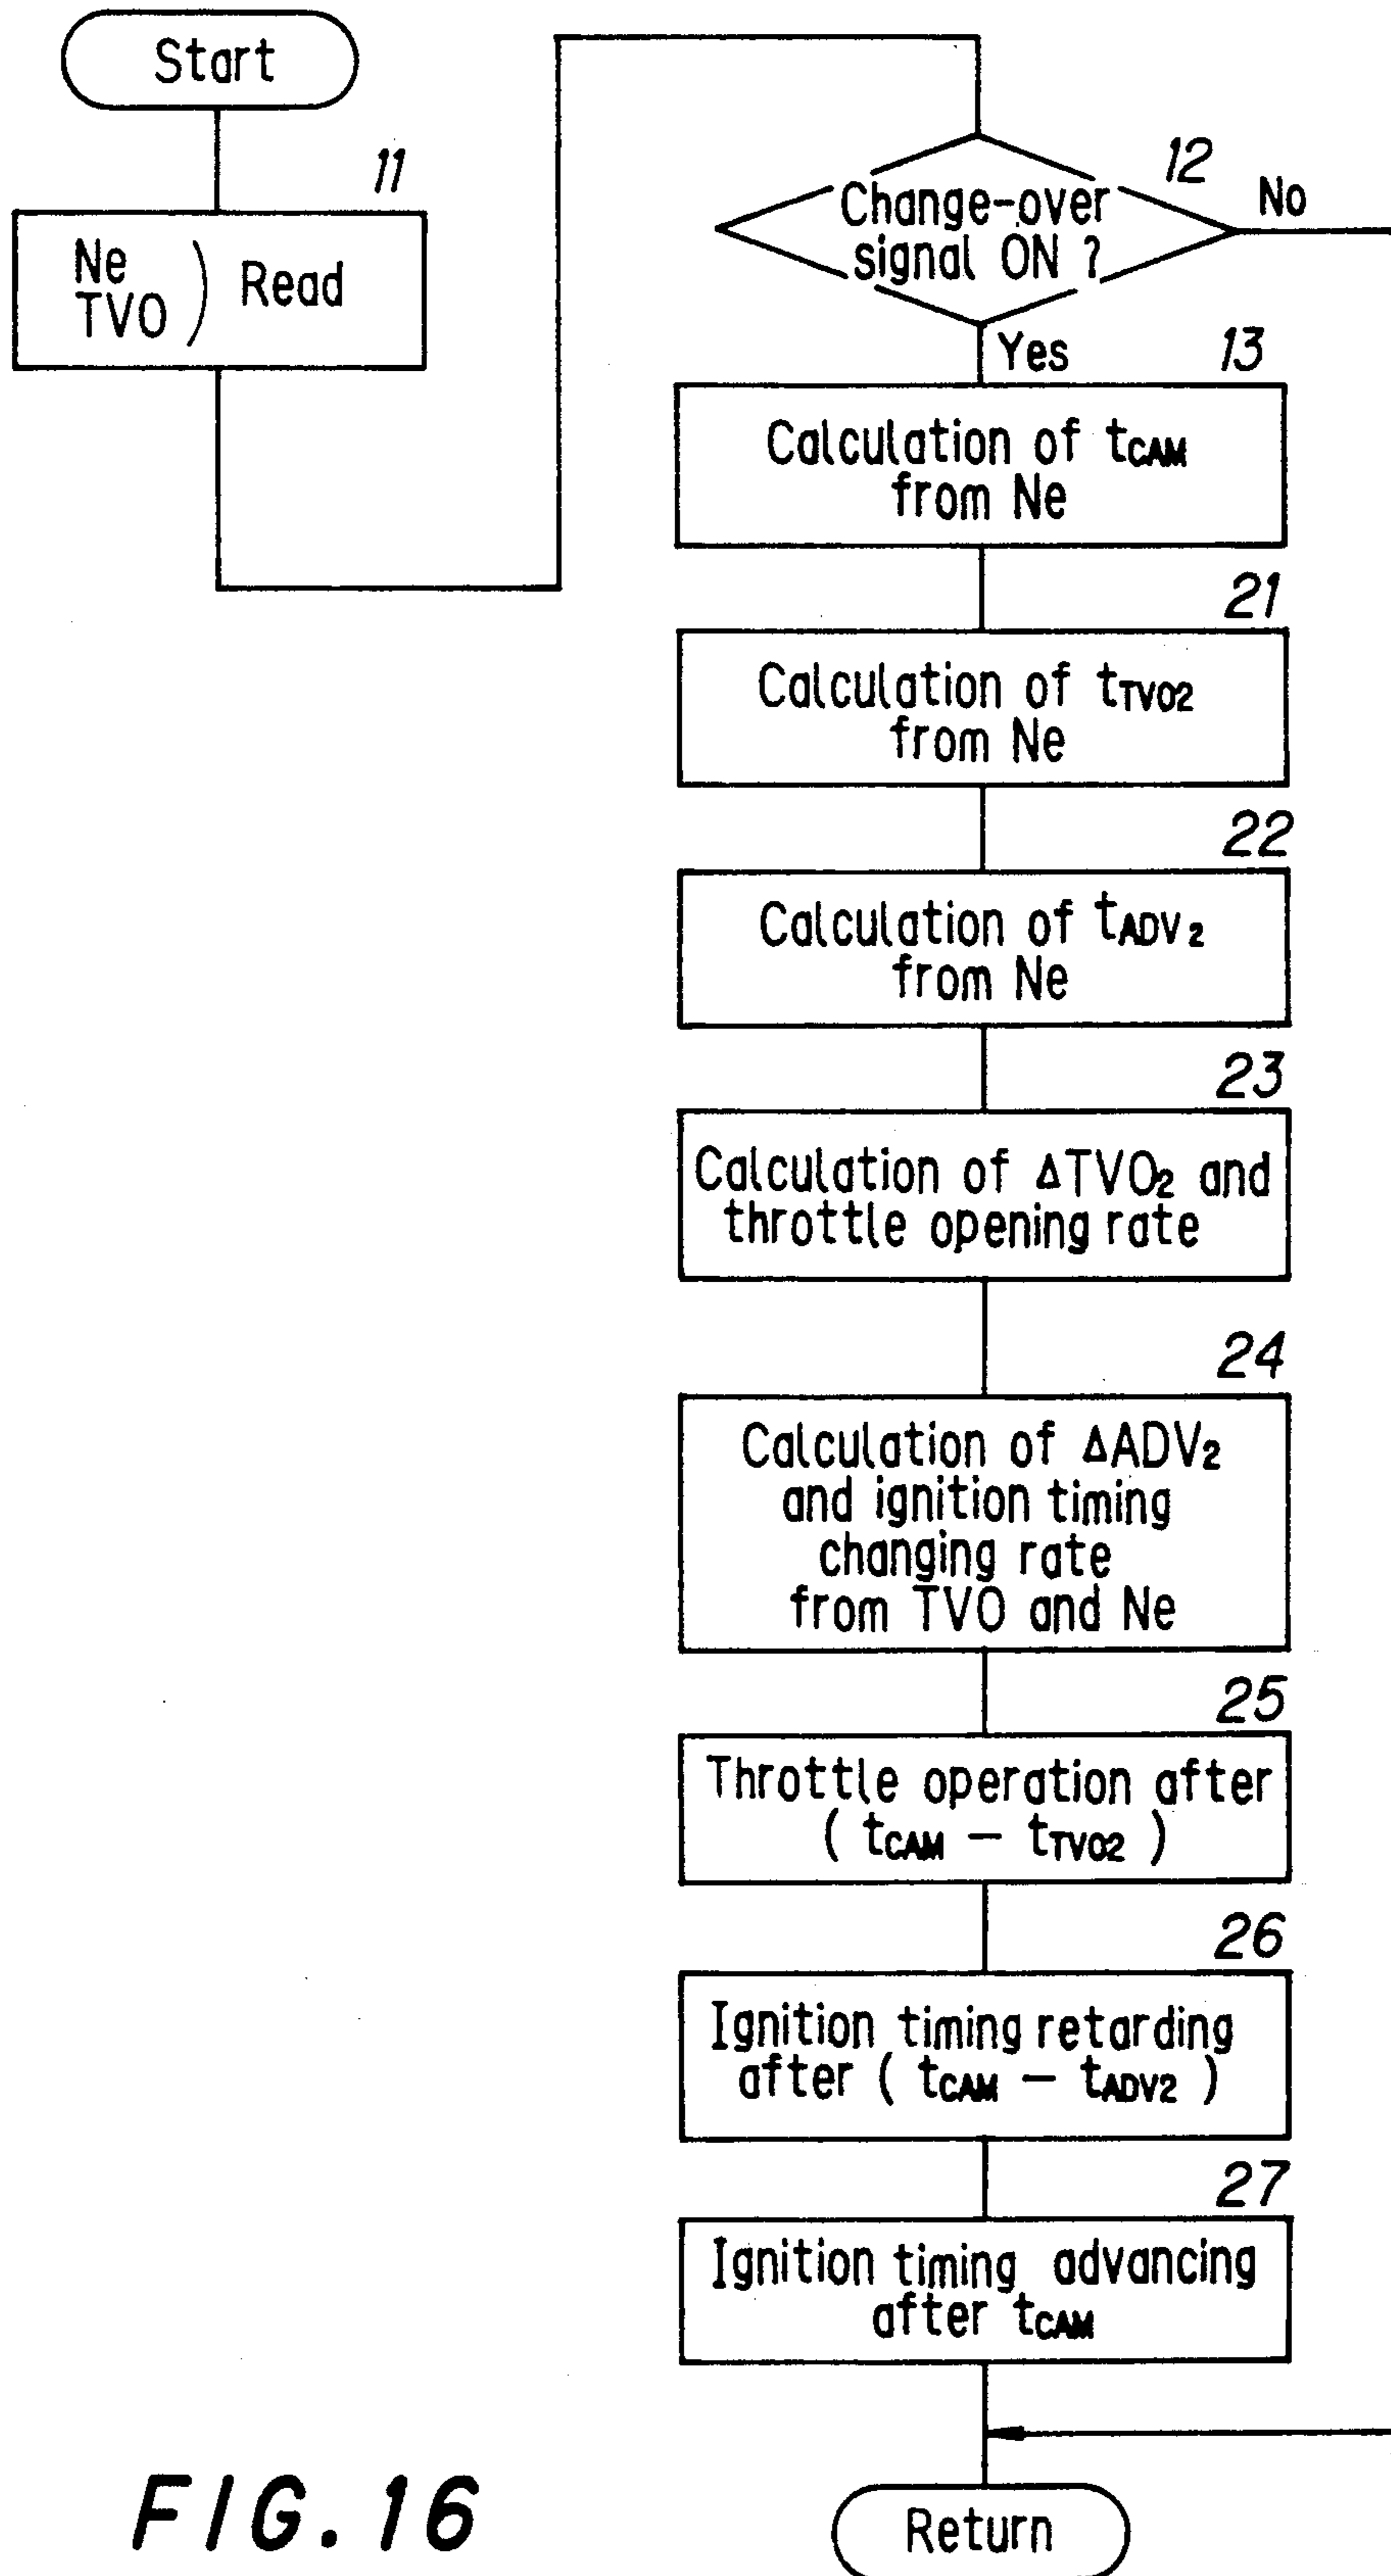 Start
11
Ne
TVO ) Read
12
Change-over
signal ON ?
No
Yes
13
Calculation of tCAM
from Ne
21
Calculation of tTVO2
from Ne
22
Calculation of tADV2
from Ne
23
Calculation of ΔTVO2 and
throttle opening rate
24
Calculation of ΔADV2
and ignition timing
changing rate
from TVO and Ne
25
Throttle operation after
( tCAM − tTVO2 )
26
Ignition timing retarding
after ( tCAM − tADV2 )
27
Ignition timing advancing
after tCAM
Return
FIG. 16